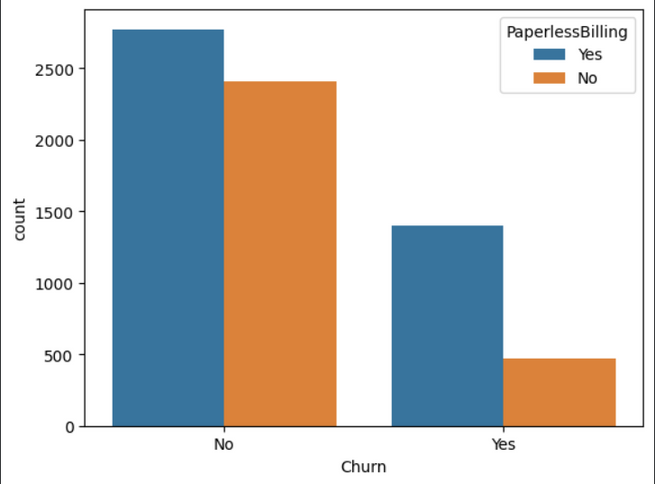 PaperlessBilling
Yes
No
2500
2000
1500
1000
500
0
count
No
Yes
Churn